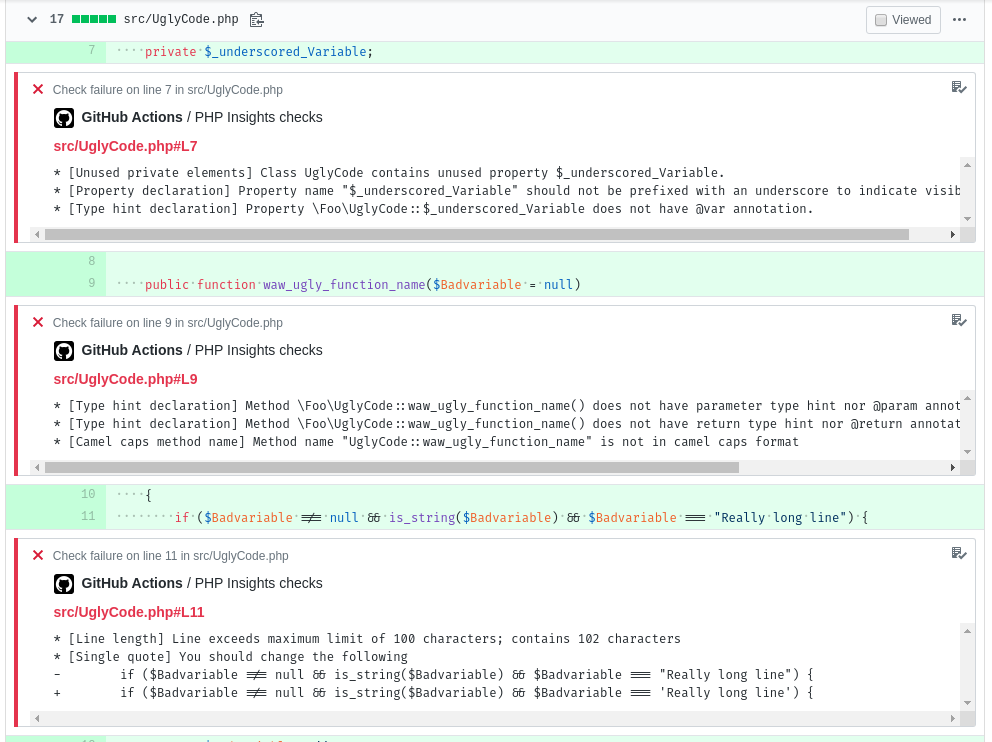 17 src/UglyCode.php Viewed
7 ····private·$_underscored_Variable;
Check failure on line 7 in src/UglyCode.php
GitHub Actions / PHP Insights checks
src/UglyCode.php#L7
* [Unused private elements] Class UglyCode contains unused property $_underscored_Variable.
* [Property declaration] Property name "$_underscored_Variable" should not be prefixed with an underscore to indicate visib
* [Type hint declaration] Property \Foo\UglyCode::$_underscored_Variable does not have @var annotation.
8
9 ····public·function·waw_ugly_function_name($Badvariable·=·null)
Check failure on line 9 in src/UglyCode.php
GitHub Actions / PHP Insights checks
src/UglyCode.php#L9
* [Type hint declaration] Method \Foo\UglyCode::waw_ugly_function_name() does not have parameter type hint nor @param annot
* [Type hint declaration] Method \Foo\UglyCode::waw_ugly_function_name() does not have return type hint nor @return annotat
* [Camel caps method name] Method name "UglyCode::waw_ugly_function_name" is not in camel caps format
10 ····{
11 ········if·($Badvariable·!==·null·&&·is_string($Badvariable)·&&·$Badvariable·===·"Really·long·line")·{
Check failure on line 11 in src/UglyCode.php
GitHub Actions / PHP Insights checks
src/UglyCode.php#L11
* [Line length] Line exceeds maximum limit of 100 characters; contains 102 characters
* [Single quote] You should change the following
-        if ($Badvariable !== null && is_string($Badvariable) && $Badvariable === "Really long line") {
+        if ($Badvariable !== null && is_string($Badvariable) && $Badvariable === 'Really long line') {